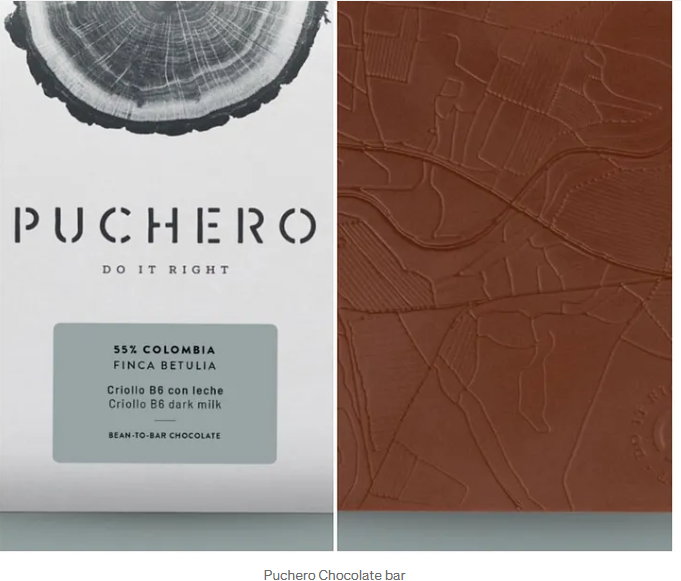 PUCHERO
DO IT RIGHT
55% COLOMBIA
FINCA BETULIA
Criollo B6 con leche
Criollo B6 dark milk
BEAN-TO-BAR CHOCOLATE
Puchero Chocolate bar